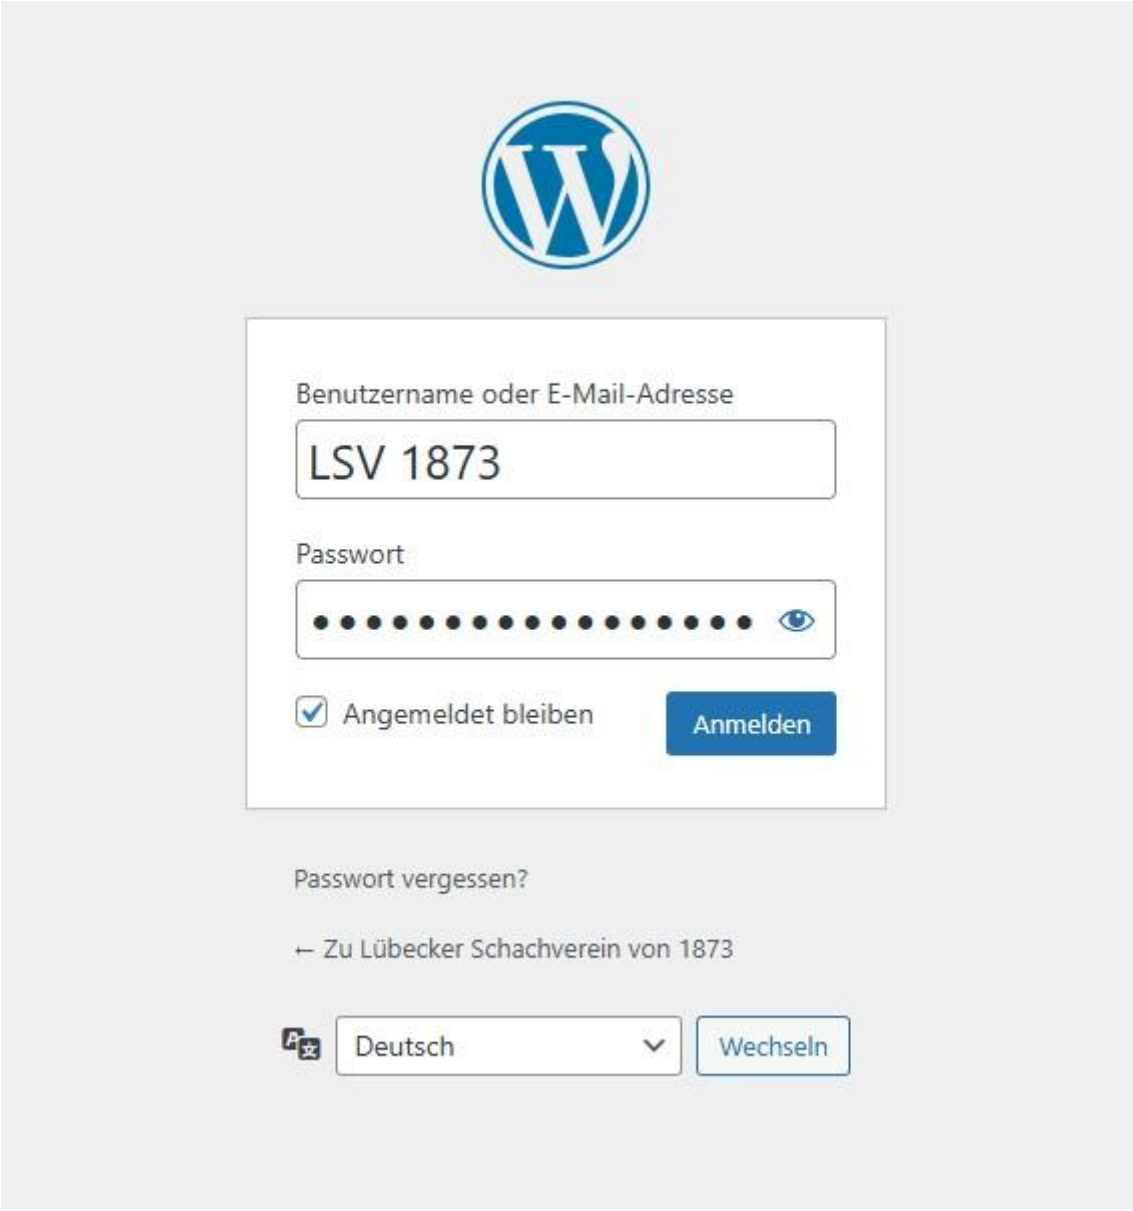 Benutzername oder E-Mail-Adresse
LSV 1873
Passwort
•••••••••••••••••
Angemeldet bleiben
Anmelden
Passwort vergessen?
← Zu Lübecker Schachverein von 1873
Deutsch
Wechseln